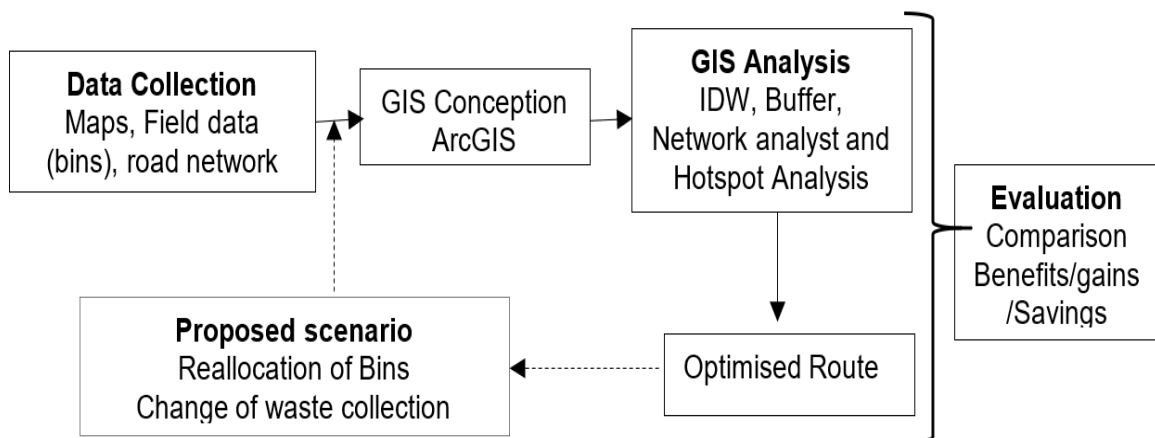 Data Collection
Maps, Field data
(bins), road network
GIS Conception
ArcGIS
GIS Analysis
IDW, Buffer,
Network analyst and
Hotspot Analysis
Evaluation
Comparison
Benefits/gains
/Savings
Optimised Route
Proposed scenario
Reallocation of Bins
Change of waste collection